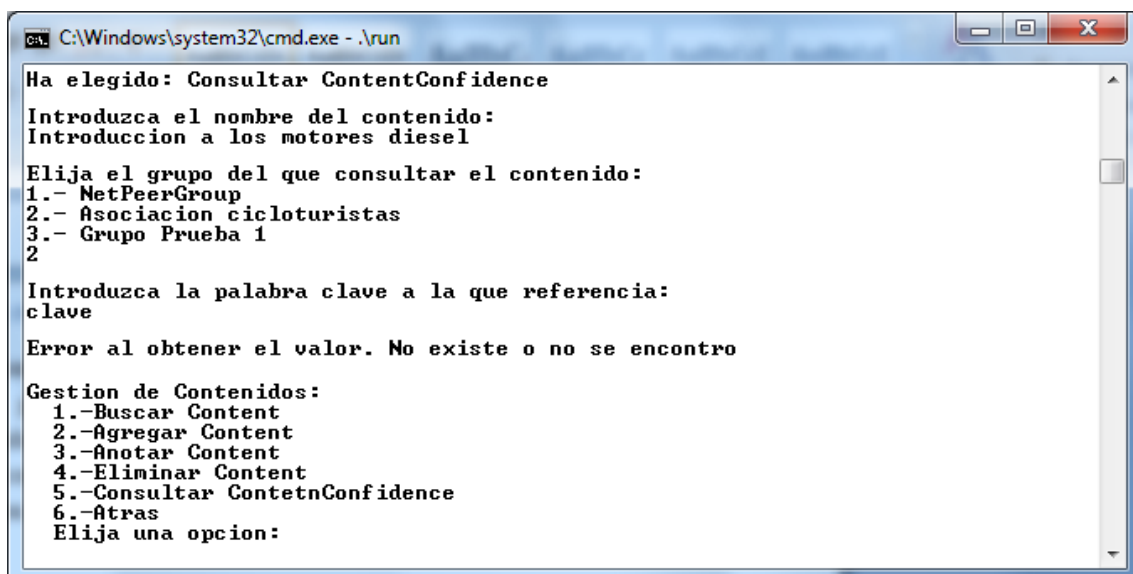 C:\Windows\system32\cmd.exe - .\run
Ha elegido: Consultar ContentConfidence
Introduzca el nombre del contenido:
Introduccion a los motores diesel
Elija el grupo del que consultar el contenido:
1.- NetPeerGroup
2.- Asociacion cicloturistas
3.- Grupo Prueba 1
2
Introduzca la palabra clave a la que referencia:
clave
Error al obtener el valor. No existe o no se encontro
Gestion de Contenidos:
1.-Buscar Content
2.-Agregar Content
3.-Anotar Content
4.-Eliminar Content
5.-Consultar ContetnConfidence
6.-Atras
Elija una opcion: